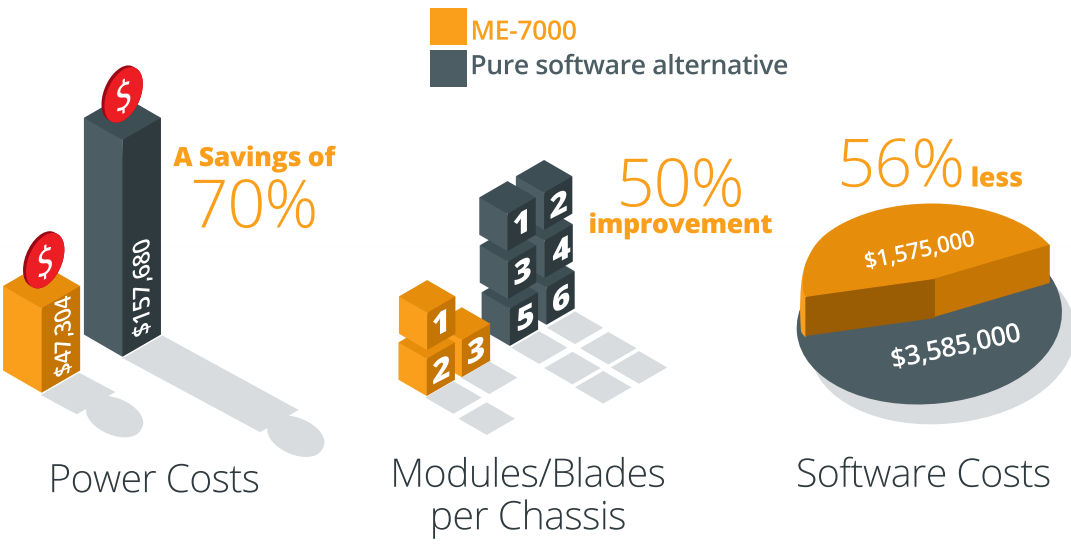 ME-7000
Pure software alternative
$
$47,304
$
$157,680
A Savings of
70%
Power Costs
1
2
3
1
2
3
4
5
6
50%
improvement
Modules/Blades
per Chassis
56% less
$1,575,000
$3,585,000
Software Costs